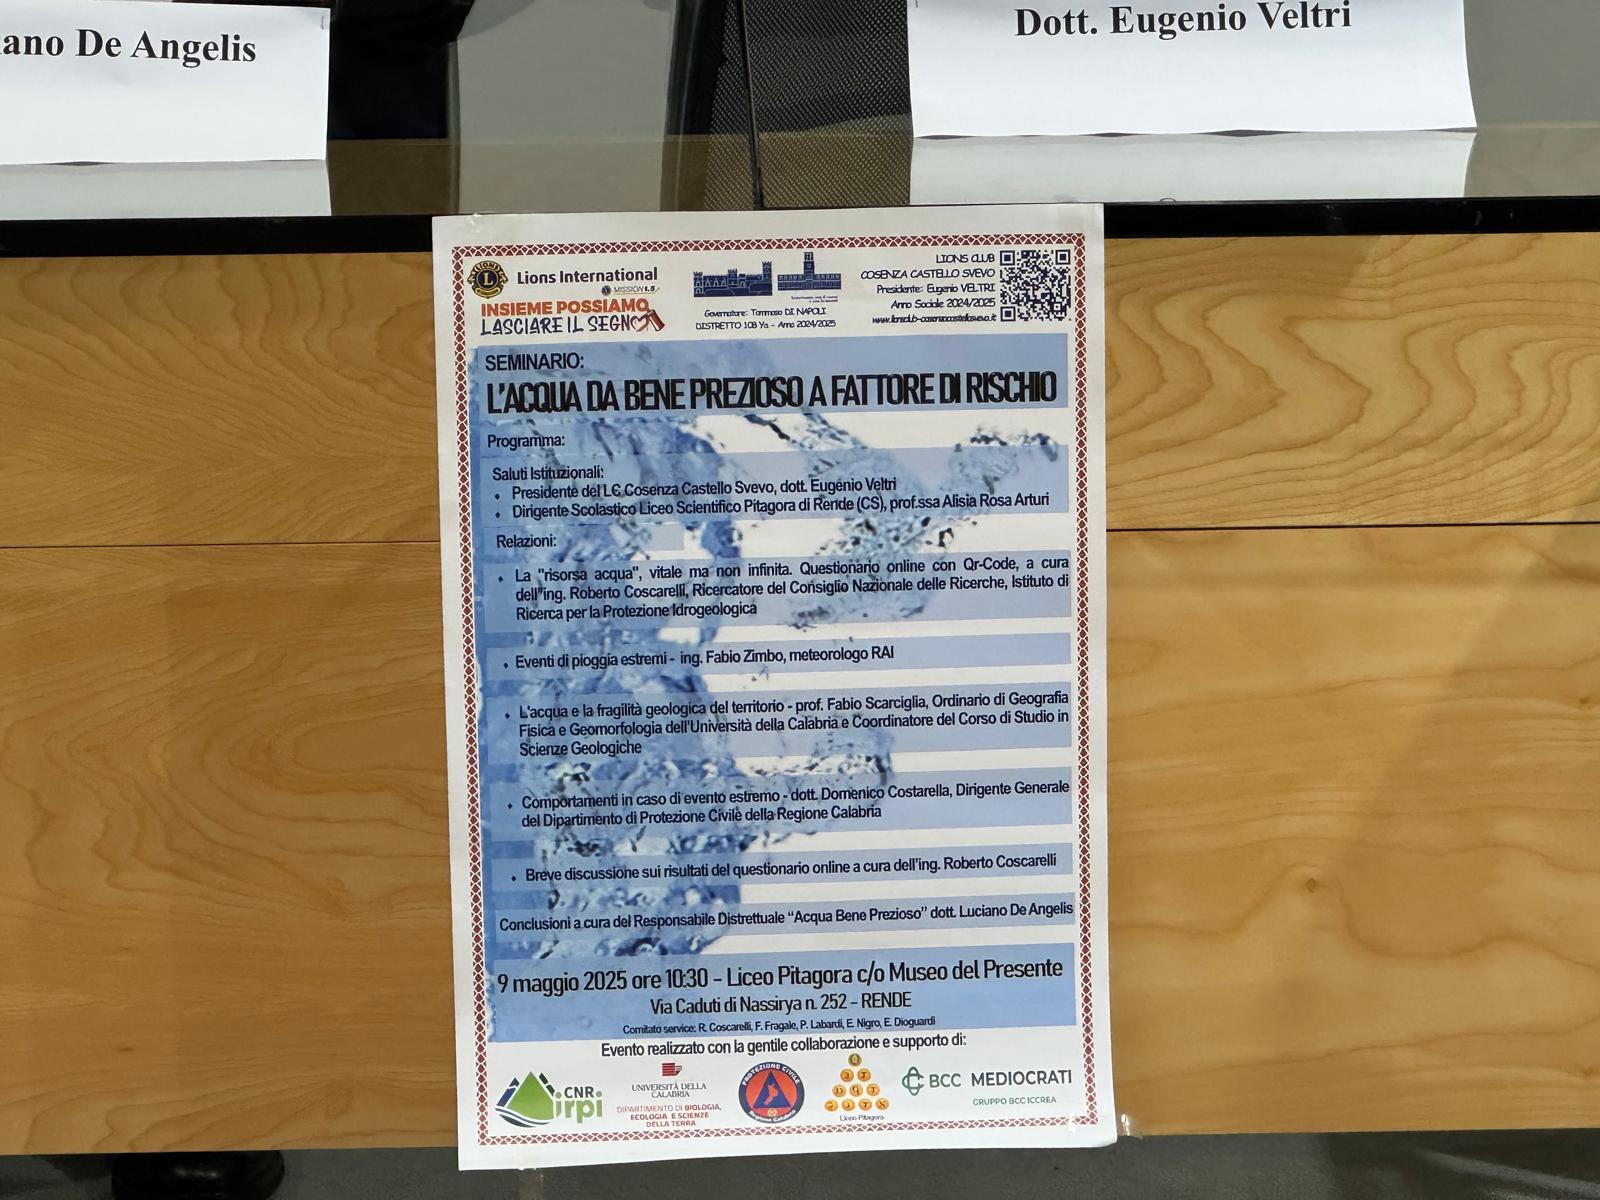 ano De Angelis
Dott. Eugenio Veltri
Lions International
MISSION 1.5
INSIEME POSSIAMO
LASCIARE IL SEGNO
Governatore: Tommaso DI NAPOLI
DISTRETTO 108 Ya - Anno 2024/2025
LIONS CLUB
COSENZA CASTELLO SVEVO
Presidente: Eugenio VELTRI
Anno Sociale 2024/2025
www.lionsclub-cosenzacastellosvevo.it
SEMINARIO:
L'ACQUA DA BENE PREZIOSO A FATTORE DI RISCHIO
Programma:
Saluti Istituzionali:
• Presidente del LC Cosenza Castello Svevo, dott. Eugenio Veltri
• Dirigente Scolastico Liceo Scientifico Pitagora di Rende (CS), prof.ssa Alisia Rosa Arturi
Relazioni:
• La "risorsa acqua", vitale ma non infinita. Questionario online con Qr-Code, a cura
dell'ing. Roberto Coscarelli, Ricercatore del Consiglio Nazionale delle Ricerche, Istituto di
Ricerca per la Protezione Idrogeologica
• Eventi di pioggia estremi - ing. Fabio Zimbo, meteorologo RAI
• L'acqua e la fragilità geologica del territorio - prof. Fabio Scarciglia, Ordinario di Geografia
Fisica e Geomorfologia dell'Università della Calabria e Coordinatore del Corso di Studio in
Scienze Geologiche
• Comportamenti in caso di evento estremo - dott. Domenico Costarella, Dirigente Generale
del Dipartimento di Protezione Civile della Regione Calabria
• Breve discussione sui risultati del questionario online a cura dell'ing. Roberto Coscarelli
Conclusioni a cura del Responsabile Distrettuale “Acqua Bene Prezioso” dott. Luciano De Angelis
9 maggio 2025 ore 10:30 - Liceo Pitagora c/o Museo del Presente
Via Caduti di Nassirya n. 252 - RENDE
Comitato service: R. Coscarelli, F. Fragale, P. Labardi, E. Nigro, E. Dioguardi
Evento realizzato con la gentile collaborazione e supporto di:
CNR
irpi
UNIVERSITÀ DELLA
CALABRIA
DIPARTIMENTO DI BIOLOGIA,
ECOLOGIA E SCIENZE
DELLA TERRA
PROTEZIONE CIVILE
Regione Calabria
Liceo Pitagora
BCC MEDIOCRATI
GRUPPO BCC ICCREA